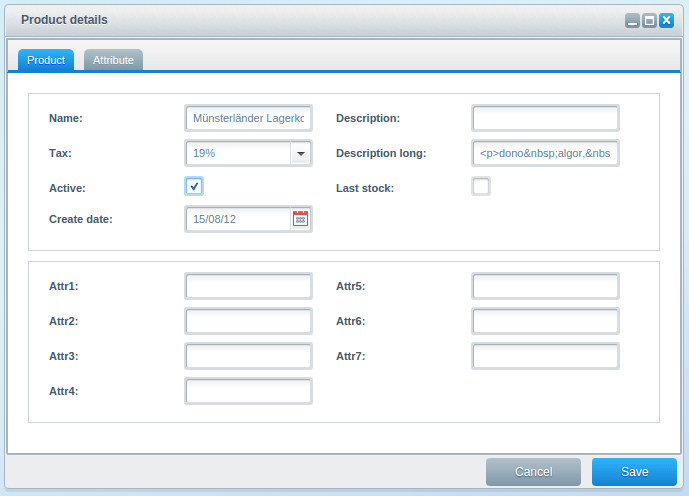 Product details
Product Attribute
Name: Münsterländer Lagerkc Description:
Tax: 19% Description long: <p>dono&nbsp;algor,&nbs
Active: Last stock:
Create date: 15/08/12
Attr1: Attr5:
Attr2: Attr6:
Attr3: Attr7:
Attr4:
Cancel Save